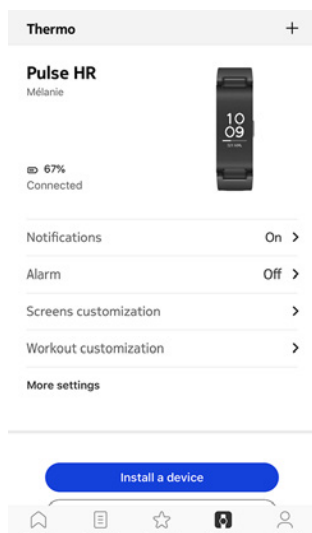 Thermo
Pulse HR
Mélanie
10
09
67%
Connected
Notifications On
Alarm Off
Screens customization
Workout customization
More settings
Install a device